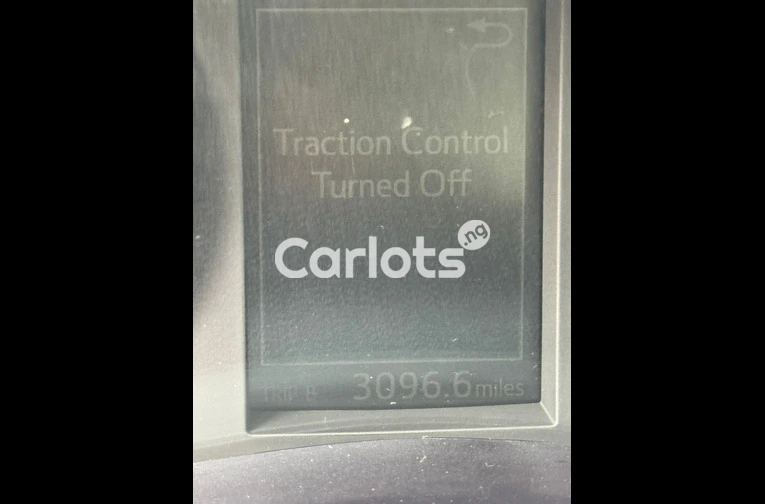 Traction Control
Turned Off
Carlots.ng
TRIP B 3096.6 miles